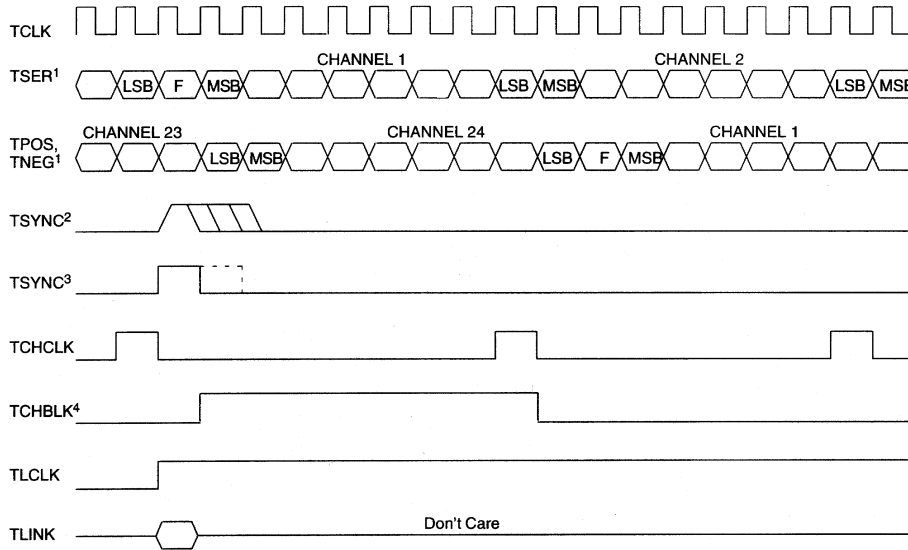 TCLK
CHANNEL 1 CHANNEL 2
TSER¹ LSB F MSB LSB MSB LSB MSB
CHANNEL 23 CHANNEL 24 CHANNEL 1
TPOS,
TNEG¹ LSB MSB LSB F MSB
TSYNC²
TSYNC³
TCHCLK
TCHBLK⁴
TLCLK
TLINK Don't Care